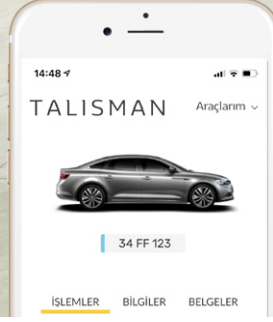 14:48
TALISMAN
Araçlarım
34 FF 123
İŞLEMLER BİLGİLER BELGELER